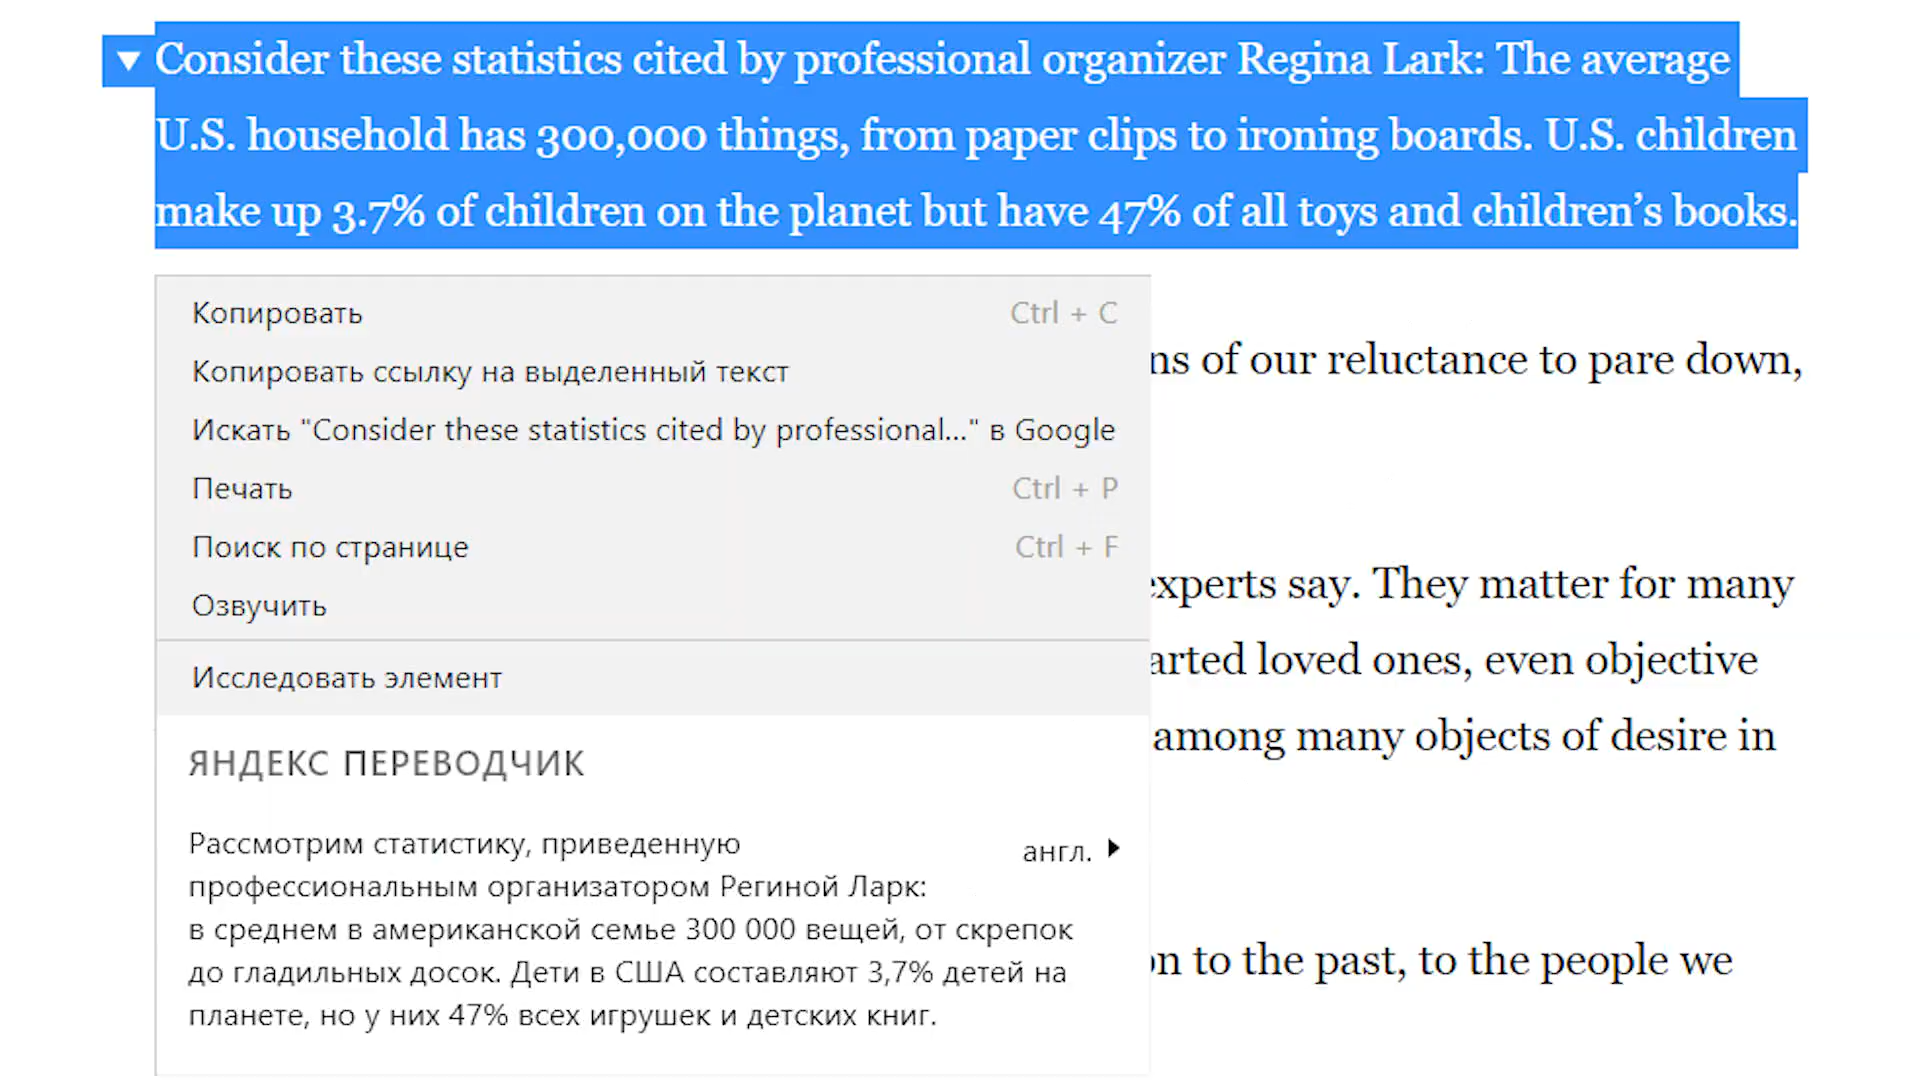 Consider these statistics cited by professional organizer Regina Lark: The average
U.S. household has 300,000 things, from paper clips to ironing boards. U.S. children
make up 3.7% of children on the planet but have 47% of all toys and children’s books.
Копировать Ctrl + C
ns of our reluctance to pare down,
Копировать ссылку на выделенный текст
Искать "Consider these statistics cited by professional..." в Google
Печать Ctrl + P
Поиск по странице Ctrl + F
experts say. They matter for many
Озвучить
arted loved ones, even objective
Исследовать элемент
among many objects of desire in
ЯНДЕКС ПЕРЕВОДЧИК
Рассмотрим статистику, приведенную
англ.
профессиональным организатором Региной Ларк:
в среднем в американской семье 300 000 вещей, от скрепок
до гладильных досок. Дети в США составляют 3,7% детей на
on to the past, to the people we
планете, но у них 47% всех игрушек и детских книг.